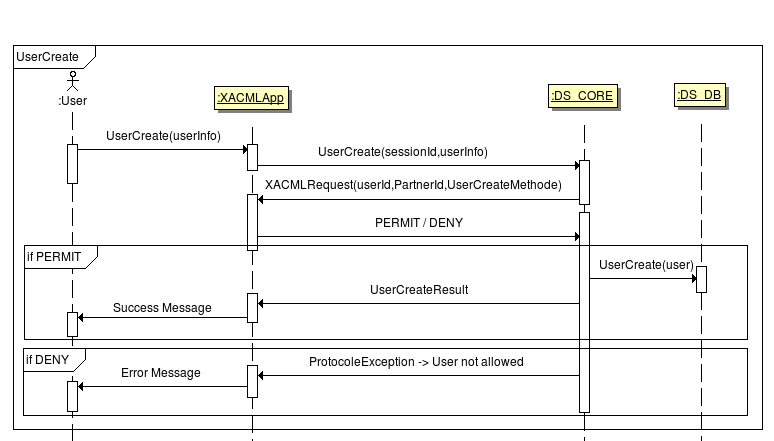 UserCreate
:User
:XACMLApp
:DS_CORE
:DS_DB
UserCreate(userInfo)
UserCreate(sessionId,userInfo)
XACMLRequest(userId,PartnerId,UserCreateMethode)
PERMIT / DENY
if PERMIT
UserCreate(user)
UserCreateResult
Success Message
if DENY
ProtocoleException -> User not allowed
Error Message